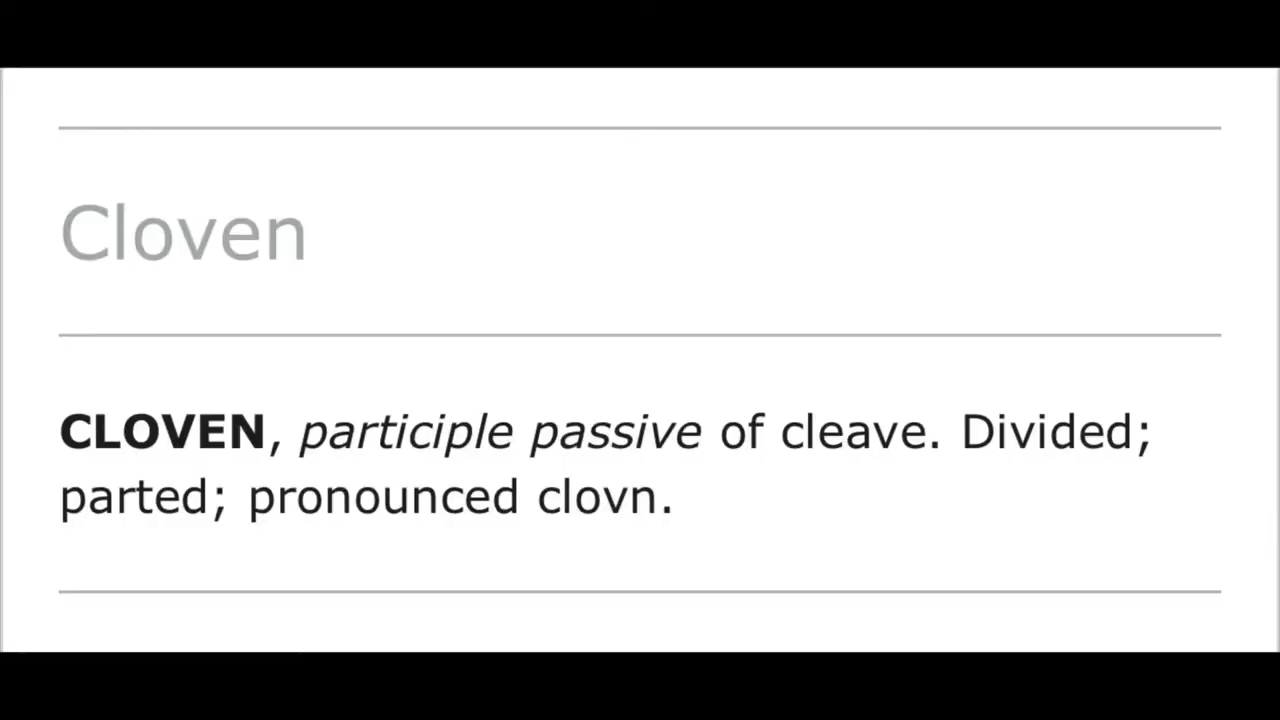 Cloven
CLOVEN, participle passive of cleave. Divided;
parted; pronounced clovn.